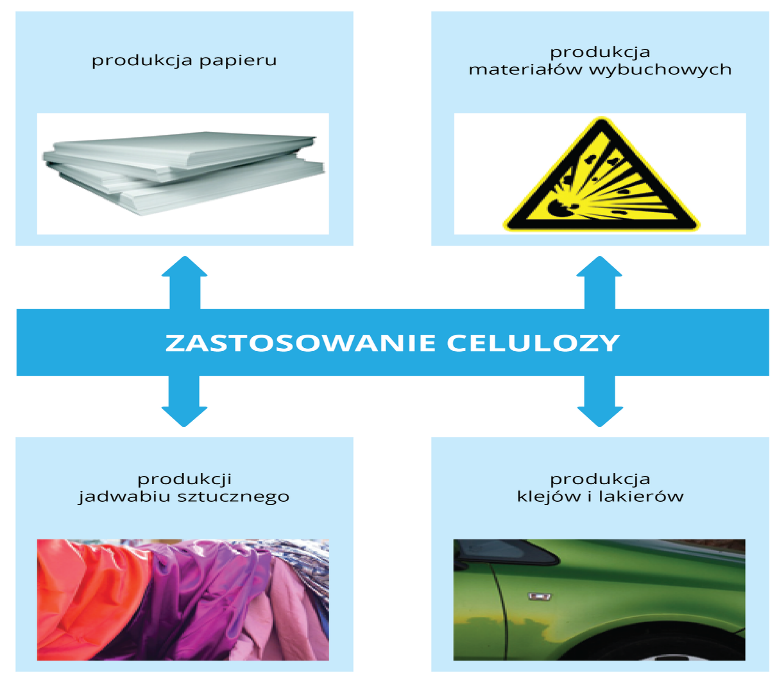 produkcja papieru
produkcja
materiałów wybuchowych
ZASTOSOWANIE CELULOZY
produkcji
jadwabiu sztucznego
produkcja
klejów i lakierów